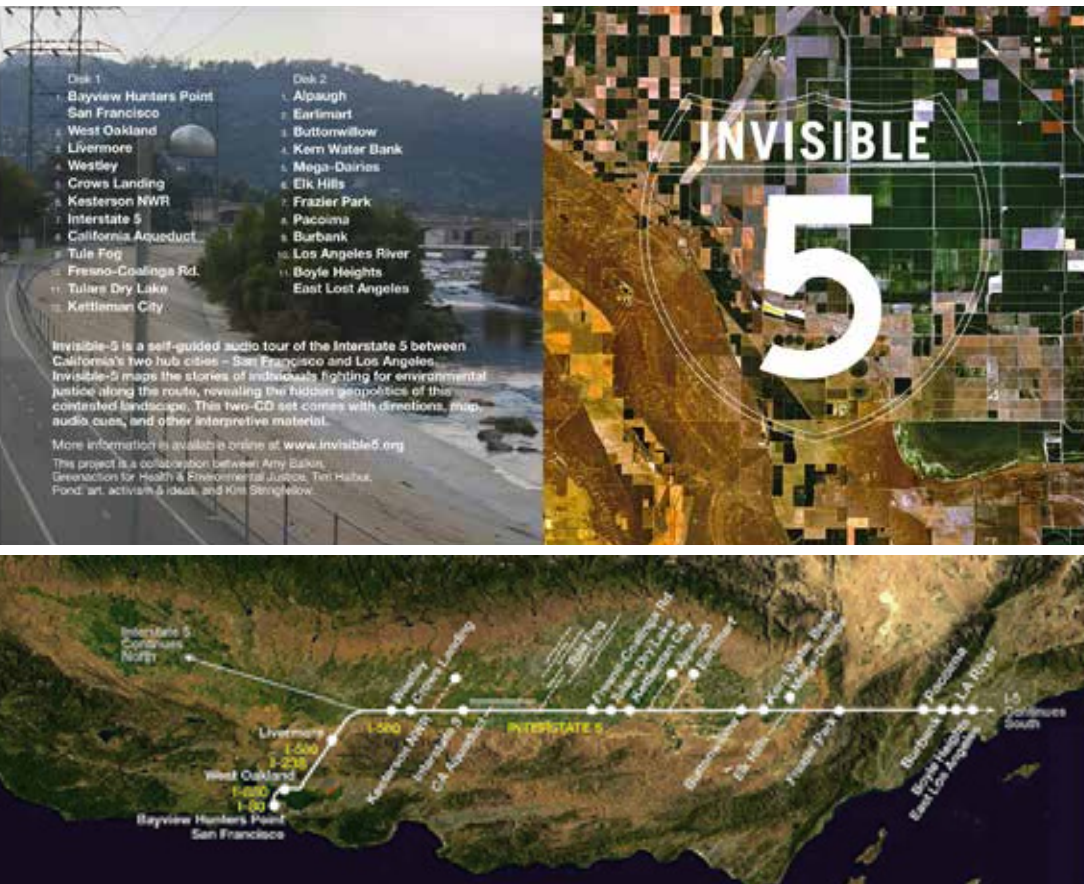 Disk 1
1. Bayview Hunters Point
San Francisco
2. West Oakland
3. Livermore
4. Westley
5. Crows Landing
6. Kesterson NWR
7. Interstate 5
8. California Aqueduct
9. Tule Fog
10. Fresno-Coalinga Rd.
11. Tulare Dry Lake
12. Kettleman City
Disk 2
1. Alpaugh
2. Earlimart
3. Buttonwillow
4. Kern Water Bank
5. Mega-Dairies
6. Elk Hills
7. Frazier Park
8. Pacoima
9. Burbank
10. Los Angeles River
11. Boyle Heights
East Lost Angeles
Invisible-5 is a self-guided audio tour of the Interstate 5 between
California's two hub cities – San Francisco and Los Angeles.
Invisible-5 maps the stories of individuals fighting for environmental
justice along the route, revealing the hidden geopolitics of this
contested landscape. This two-CD set comes with directions, map,
audio cues, and other interpretive material.
More information is available online at www.invisible5.org
This project is a collaboration between Amy Balkin,
Greenaction for Health & Environmental Justice, Tim Halbur,
Pond: art, activism & ideas, and Kim Stringfellow.
INVISIBLE
5
Interstate 5
Continues
North
Westley
Crows Landing
Tule Fog
Fresno-Coalinga Rd.
Tulare Dry Lake
Kettleman City
Alpaugh
Earlimart
Kern Water Bank
Mega-Dairies
Pacoima
LA River
I-5
Continues
South
I-580
INTERSTATE 5
Livermore
I-580
I-238
West Oakland
I-880
I-80
Bayview Hunters Point
San Francisco
Kesterson NWR
Interstate 5
CA Aqueduct
Buttonwillow
Elk Hills
Frazier Park
Burbank
Boyle Heights
East Los Angeles